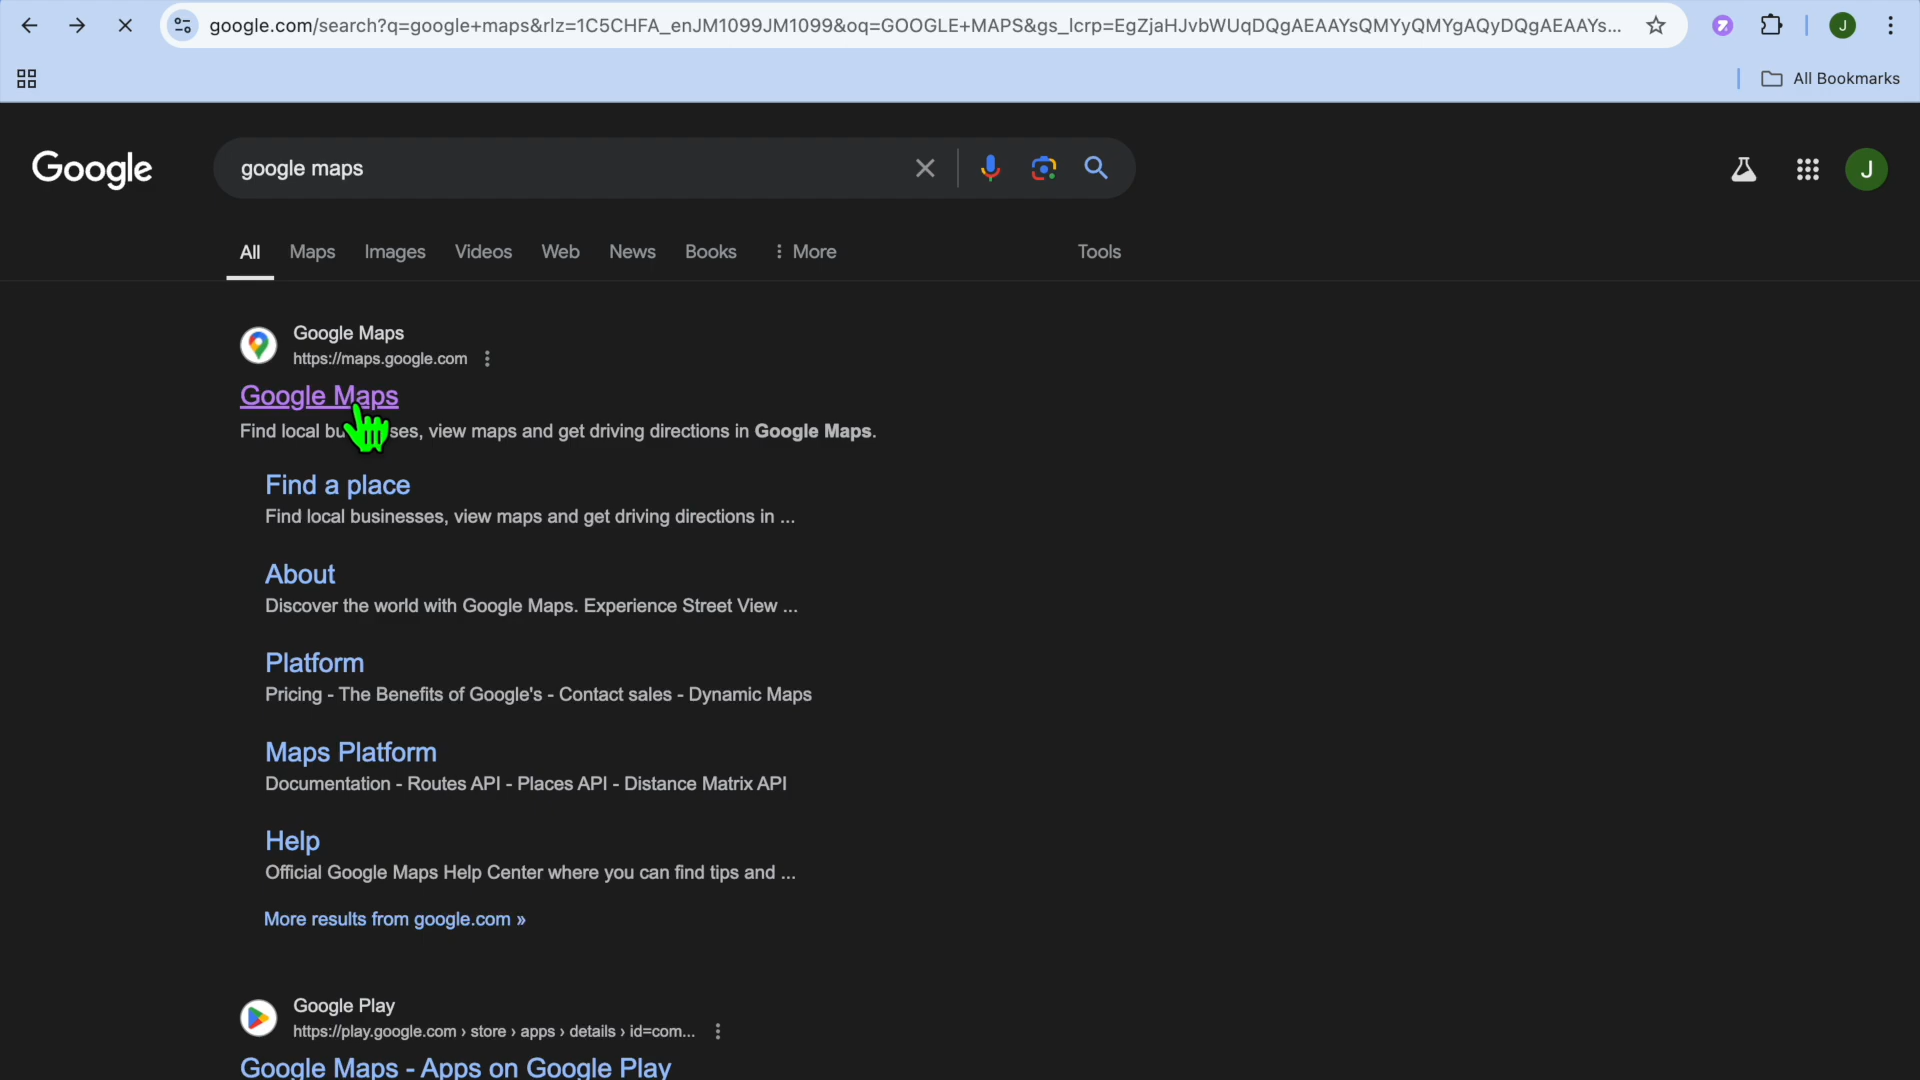 google.com/search?q=google+maps&rlz=1C5CHFA_enJM1099JM1099&oq=GOOGLE+MAPS&gs_lcrp=EgZjaHJvbWUqDQgAEAAYsQMYyQMYgAQyDQgAEAAYs...
J
All Bookmarks
Google
google maps
J
All
Maps
Images
Videos
Web
News
Books
More
Tools
Google Maps
https://maps.google.com
Google Maps
Find local bu ses, view maps and get driving directions in Google Maps.
Find a place
Find local businesses, view maps and get driving directions in ...
About
Discover the world with Google Maps. Experience Street View ...
Platform
Pricing - The Benefits of Google's - Contact sales - Dynamic Maps
Maps Platform
Documentation - Routes API - Places API - Distance Matrix API
Help
Official Google Maps Help Center where you can find tips and ...
More results from google.com »
Google Play
https://play.google.com › store › apps › details › id=com...
Google Maps - Apps on Google Play